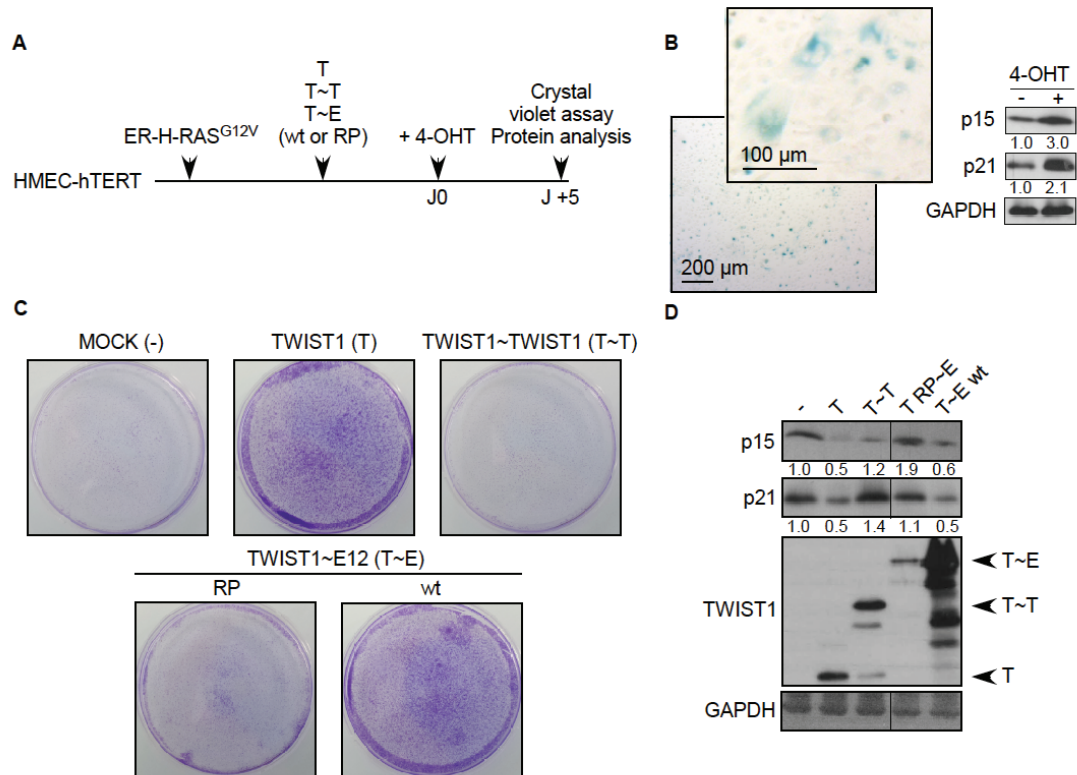 A
T
T~T
T~E
(wt or RP)
ER-H-RASG12V
+ 4-OHT
Crystal
violet assay
Protein analysis
HMEC-hTERT
J0
J +5
B
100 µm
200 µm
4-OHT
- +
p15
1.0 3.0
p21
1.0 2.1
GAPDH
C
MOCK (-)
TWIST1 (T)
TWIST1~TWIST1 (T~T)
TWIST1~E12 (T~E)
RP
wt
D
- T T~T T RP~E T~E wt
p15
1.0 0.5 1.2 1.9 0.6
p21
1.0 0.5 1.4 1.1 0.5
TWIST1
T~E
T~T
T
GAPDH